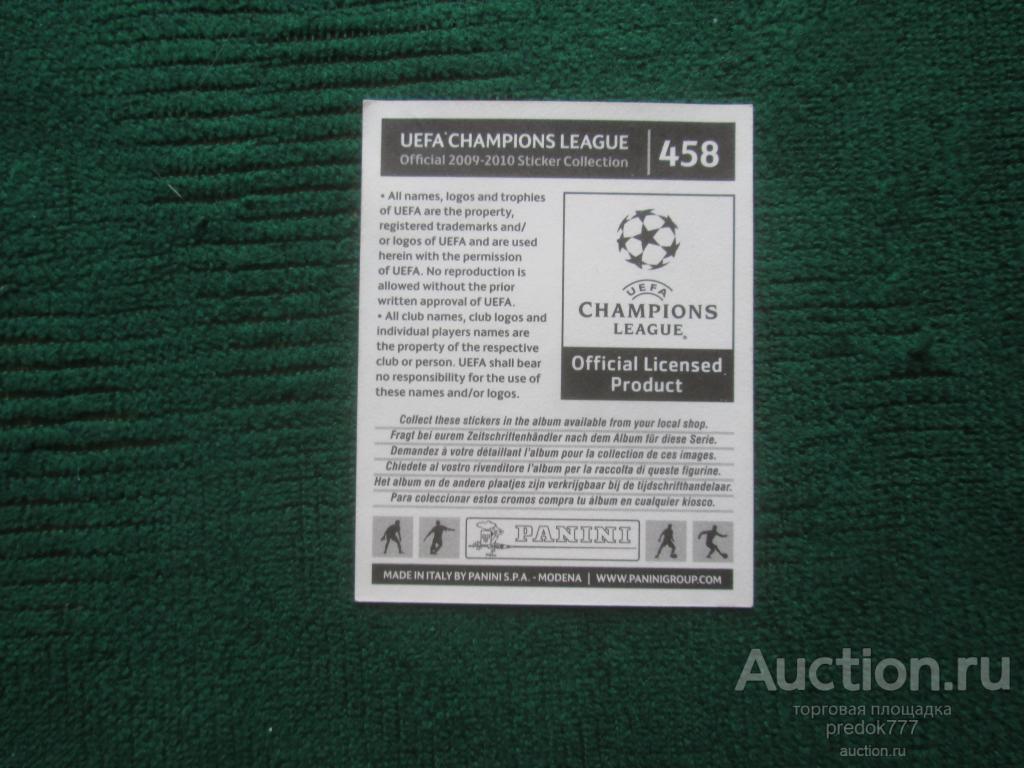 UEFA CHAMPIONS LEAGUE
Official 2009-2010 Sticker Collection
458
• All names, logos and trophies
of UEFA are the property,
registered trademarks and/
or logos of UEFA and are used
herein with the permission
of UEFA. No reproduction is
allowed without the prior
written approval of UEFA.
• All club names, club logos and
individual players names are
the property of the respective
club or person. UEFA shall bear
no responsibility for the use of
these names and/or logos.
UEFA
CHAMPIONS
LEAGUE®
Official Licensed
Product
Collect these stickers in the album available from your local shop.
Fragt bei eurem Zeitschriftenhändler nach dem Album für diese Serie.
Demandez à votre détaillant l'album pour la collection de ces images.
Chiedete al vostro rivenditore l'album per la raccolta di queste figurine.
Het album en de andere plaatjes zijn verkrijgbaar bij de tijdschrifthandelaar.
Para coleccionar estos cromos compra tu álbum en cualquier kiosco.
PANINI
MADE IN ITALY BY PANINI S.P.A. - MODENA | WWW.PANINIGROUP.COM
Auction.ru
торговая площадка
predok777
auction.ru